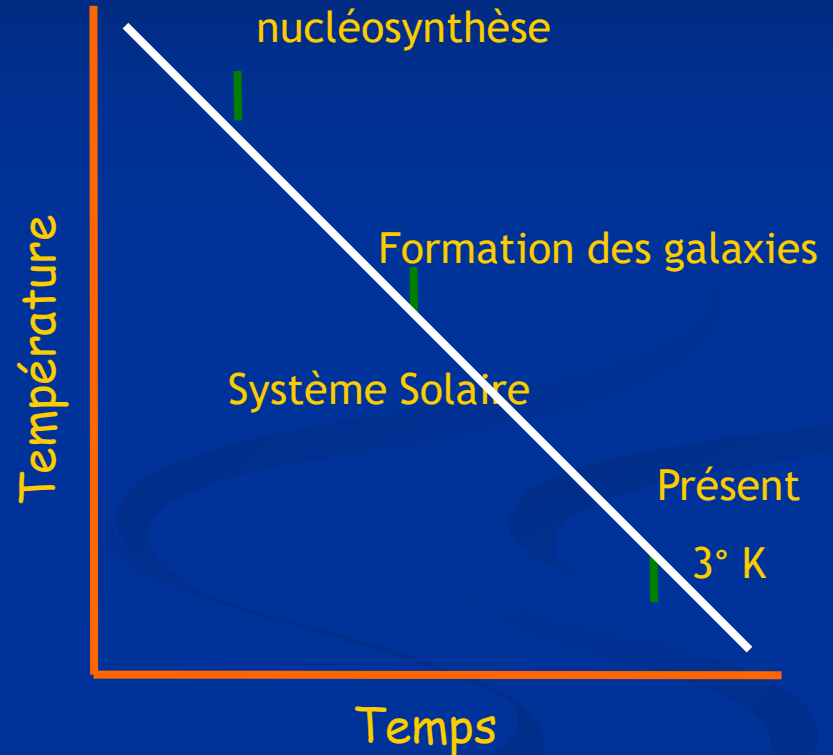 nucléosynthèse
Formation des galaxies
Température
Système Solaire
Présent
3° K
Temps